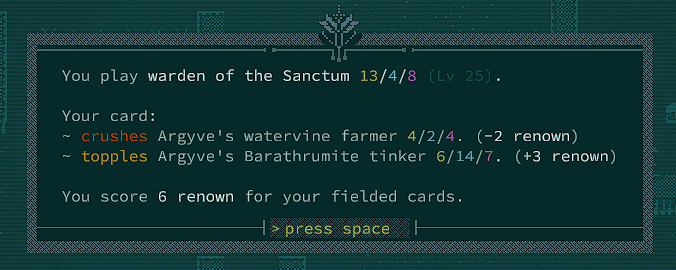 You play warden of the Sanctum 13/4/8 (Lv 25).
Your card:
~ crushes Argyve's watervine farmer 4/2/4. (-2 renown)
~ topples Argyve's Barathrumite tinker 6/14/7. (+3 renown)
You score 6 renown for your fielded cards.
>press space